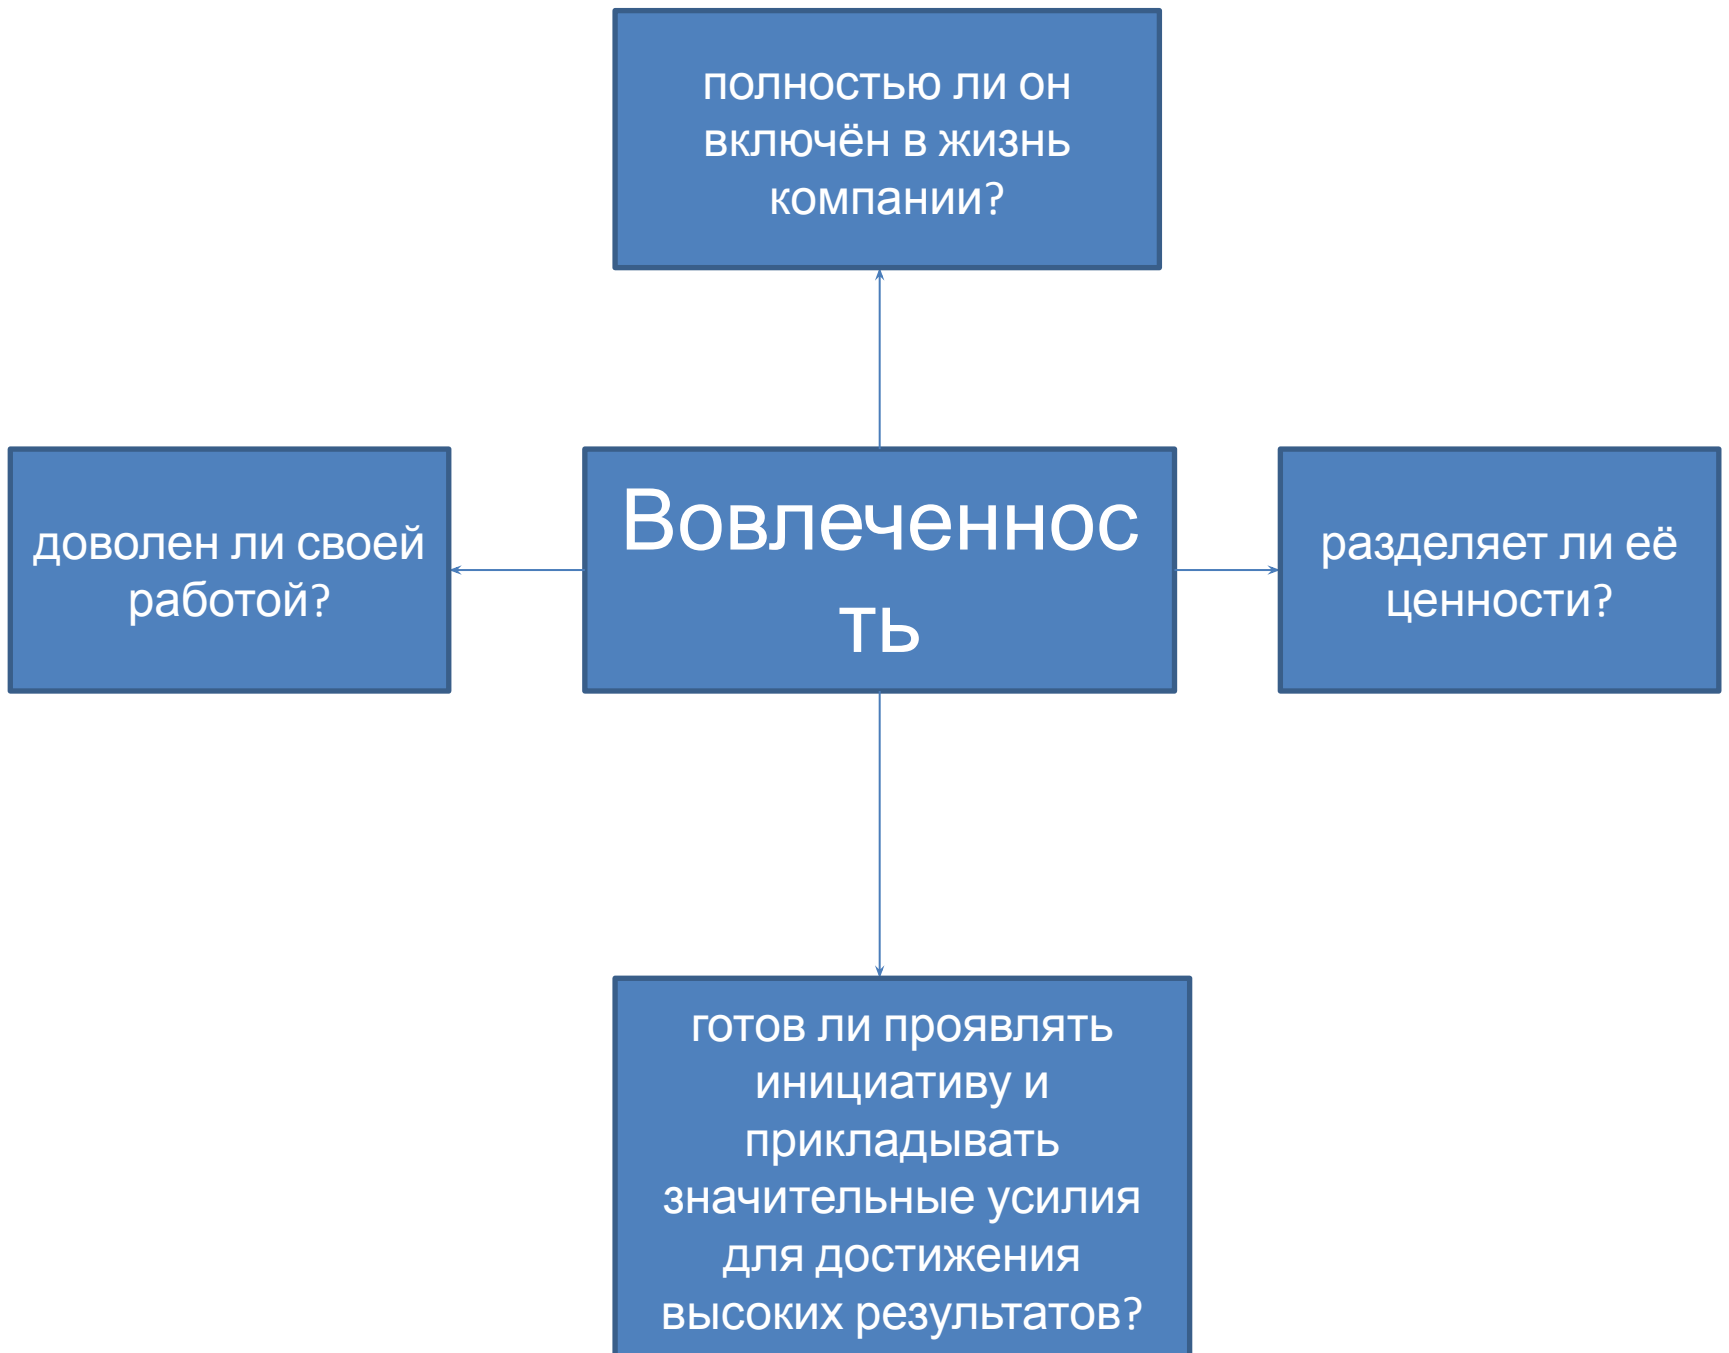 полностью ли он
включён в жизнь
компании?
доволен ли своей
работой?
Вовлеченнос
ть
разделяет ли её
ценности?
готов ли проявлять
инициативу и
прикладывать
значительные усилия
для достижения
высоких результатов?